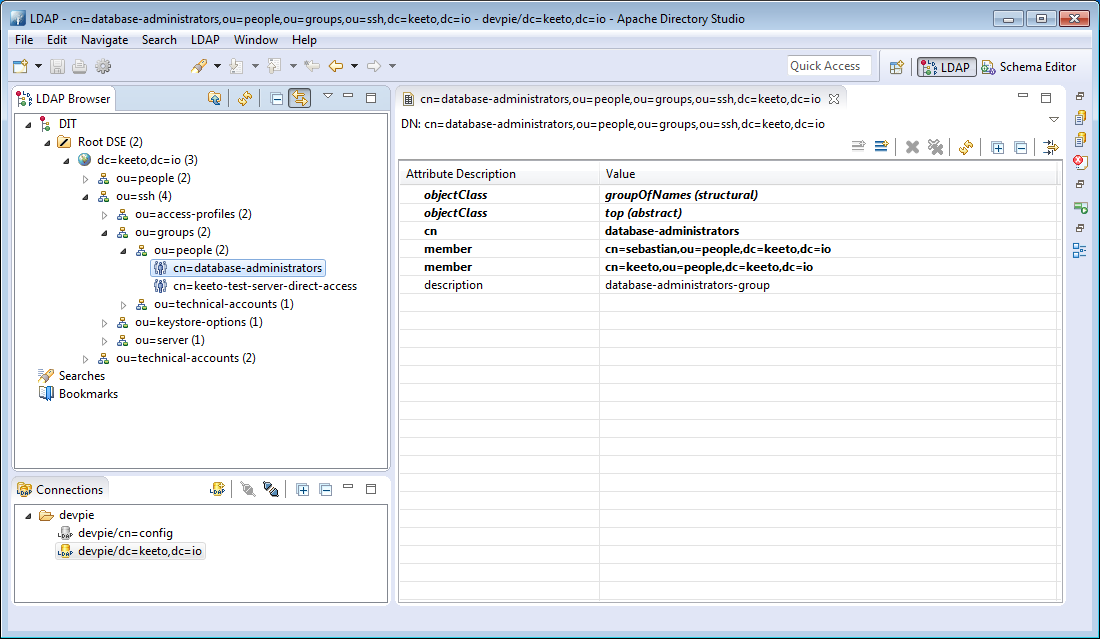 LDAP - cn=database-administrators,ou=people,ou=groups,ou=ssh,dc=keeto,dc=io - devpie/dc=keeto,dc=io - Apache Directory Studio
File Edit Navigate Search LDAP Window Help
Quick Access LDAP Schema Editor
LDAP Browser
DIT
Root DSE (2)
dc=keeto,dc=io (3)
ou=people (2)
ou=ssh (4)
ou=access-profiles (2)
ou=groups (2)
ou=people (2)
cn=database-administrators
cn=keeto-test-server-direct-access
ou=technical-accounts (1)
ou=keystore-options (1)
ou=server (1)
ou=technical-accounts (2)
Searches
Bookmarks
Connections
devpie
devpie/cn=config
devpie/dc=keeto,dc=io
cn=database-administrators,ou=people,ou=groups,ou=ssh,dc=keeto,dc=io
DN: cn=database-administrators,ou=people,ou=groups,ou=ssh,dc=keeto,dc=io
Attribute Description Value
objectClass groupOfNames (structural)
objectClass top (abstract)
cn database-administrators
member cn=sebastian,ou=people,dc=keeto,dc=io
member cn=keeto,ou=people,dc=keeto,dc=io
description database-administrators-group